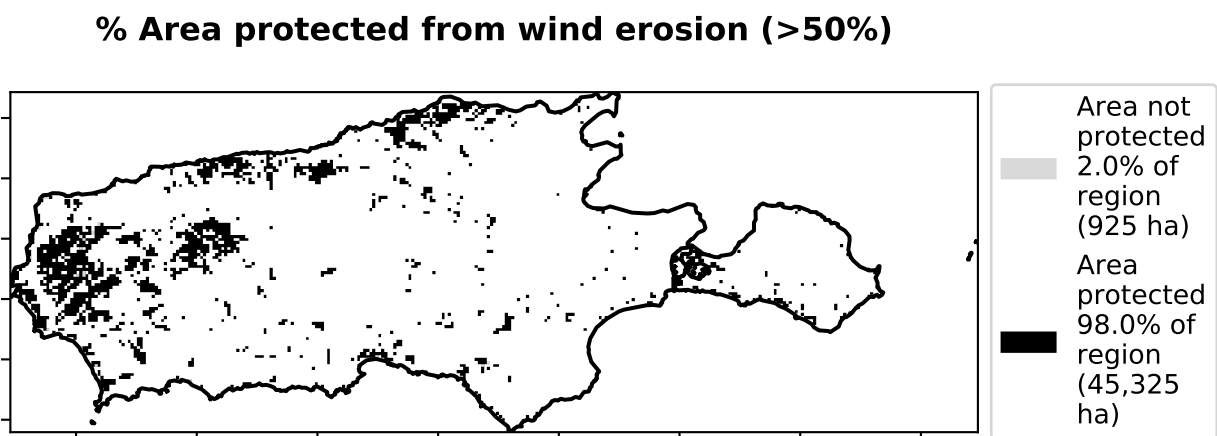 % Area protected from wind erosion (>50%)
Area not
protected
2.0% of
region
(925 ha)
Area
protected
98.0% of
region
(45,325
ha)